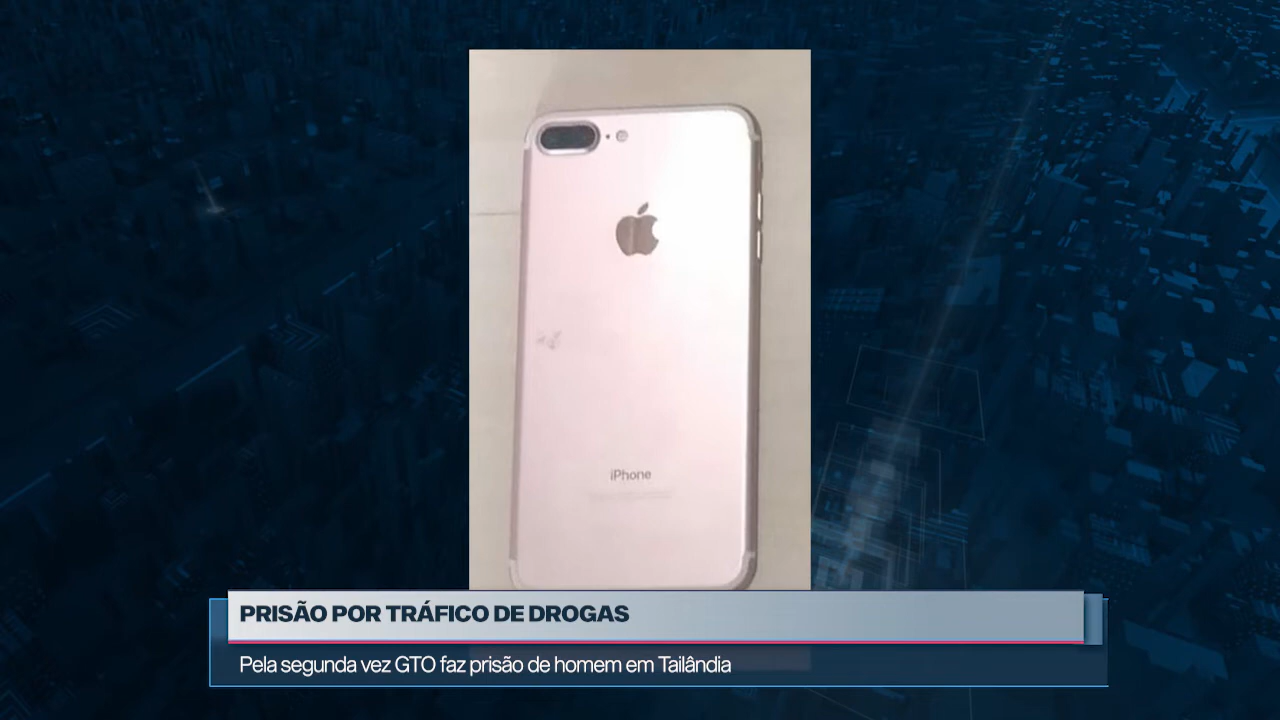 iPhone
PRISÃO POR TRÁFICO DE DROGAS
Pela segunda vez GTO faz prisão de homem em Tailândia